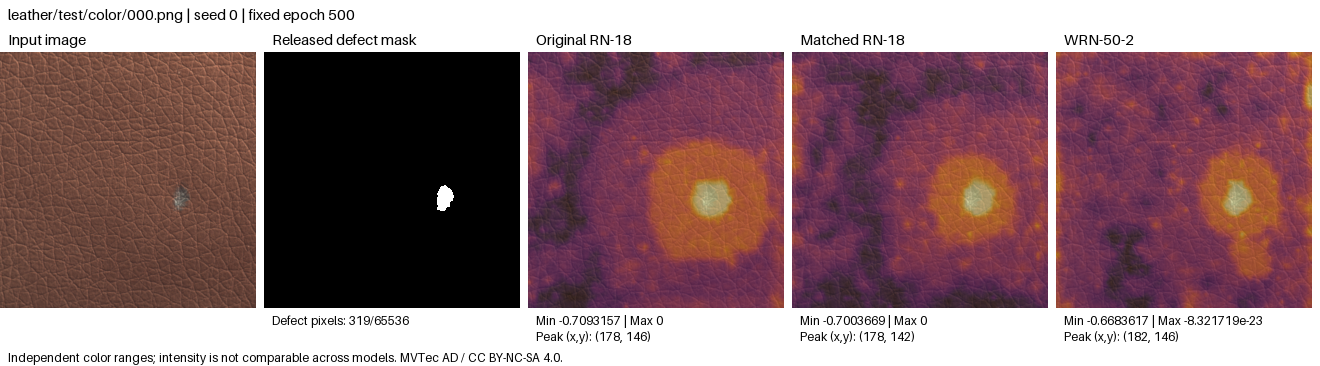 leather/test/color/000.png | seed 0 | fixed epoch 500
Input image
Released defect mask
Original RN-18
Matched RN-18
WRN-50-2
Defect pixels: 319/65536
Min -0.7093157 | Max 0
Peak (x,y): (178, 146)
Min -0.7003669 | Max 0
Peak (x,y): (178, 142)
Min -0.6683617 | Max -8.321719e-23
Peak (x,y): (182, 146)
Independent color ranges; intensity is not comparable across models. MVTec AD / CC BY-NC-SA 4.0.